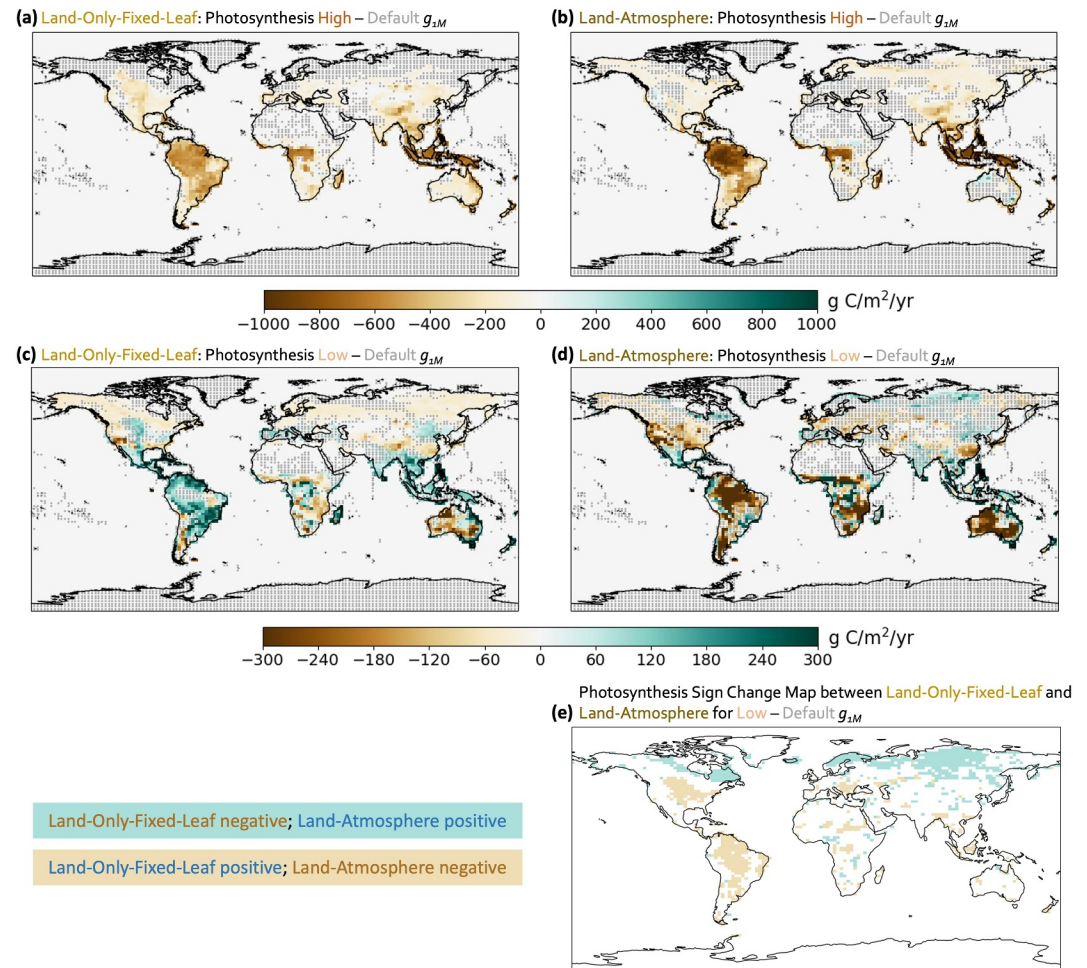 (a) Land-Only-Fixed-Leaf: Photosynthesis High – Default g1M
(b) Land-Atmosphere: Photosynthesis High – Default g1M
−1000 −800 −600 −400 −200 0 200 400 600 800 1000
g C/m²/yr
(c) Land-Only-Fixed-Leaf: Photosynthesis Low – Default g1M
(d) Land-Atmosphere: Photosynthesis Low – Default g1M
−300 −240 −180 −120 −60 0 60 120 180 240 300
g C/m²/yr
Photosynthesis Sign Change Map between Land-Only-Fixed-Leaf and
(e) Land-Atmosphere for Low – Default g1M
Land-Only-Fixed-Leaf negative; Land-Atmosphere positive
Land-Only-Fixed-Leaf positive; Land-Atmosphere negative